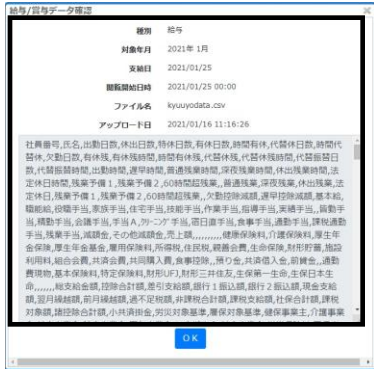 給与/賞与データ確認
種別 給与
対象年月 2021年 1月
支給日 2021/01/25
閲覧開始日時 2021/01/25 00:00
ファイル名 kyuuyodata.csv
アップロード日 2021/01/16 11:16:26
社員番号,氏名,出勤日数,休出日数,特休日数,有休日数,時間有休,代替休日数,時間代
替休,欠勤日数,有休残,有休残時間,時間有休残,代替休残,代替休残時間,代替振替日
数,代替振替時間,出勤時間,遅早時間,普通残業時間,深夜残業時間,休出残業時間,法
定休日時間,残業予備１,残業予備２,60時間超残業,,普通残業,深夜残業,休出残業,法
定休日,残業予備１,残業予備２,60時間超残業,,欠勤控除減額,遅早控除減額,基本給,
職能給,役職手当,家族手当,住宅手当,技能手当,作業手当,指導手当,実績手当,,皆勤手
当,精勤手当,会議手当,手当Ａ,ｸﾘｰﾆﾝｸﾞ手当,宿日直手当,食事手当,通勤手当,課税通勤
手当,残業手当,減額金,その他減額金,売上額,,,,,,,,,,健康保険料,介護保険料,厚生年
金保険,厚生年金基金,雇用保険料,所得税,住民税,親善会費,生命保険,財形貯蓄,施設
利用料,組合会費,共済会費,共同購入費,食事控除,,預り金,共済借入金,前貸金,,通勤
費現物,基本保険料,特定保険料,財形UFJ,財形三井住友,生保第一生命,生保日本生
命,,,,,,,総支給金額,控除合計額,差引支給額,銀行１振込額,銀行２振込額,現金支給
額,翌月繰越額,前月繰越額,過不足税額,非課税合計額,課税支給額,社保合計額,課税
対象額,諸控除合計額,小共済掛金,労災対象基準,雇保対象基準,健保事業主,介護事業
ＯＫ